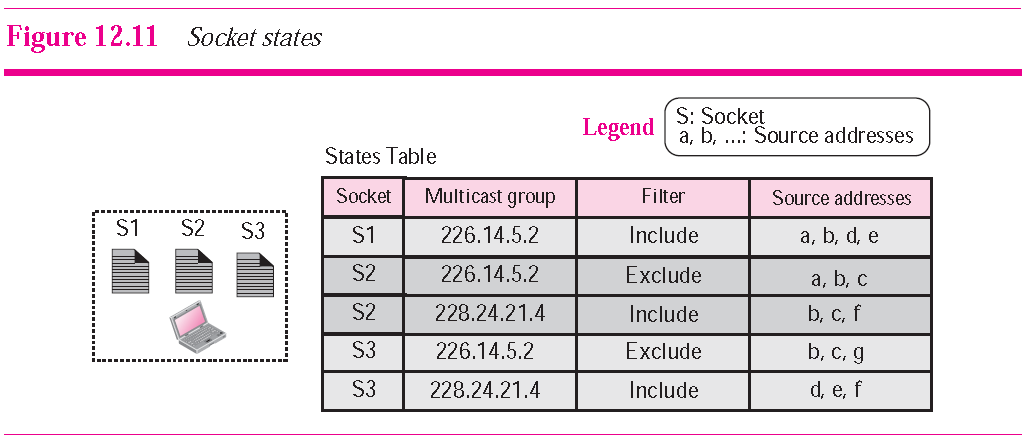 Figure 12.11 Socket states
Legend
S: Socket
a, b, ...: Source addresses
States Table
Socket Multicast group Filter Source addresses
S1 226.14.5.2 Include a, b, d, e
S2 226.14.5.2 Exclude a, b, c
S2 228.24.21.4 Include b, c, f
S3 226.14.5.2 Exclude b, c, g
S3 228.24.21.4 Include d, e, f
S1 S2 S3